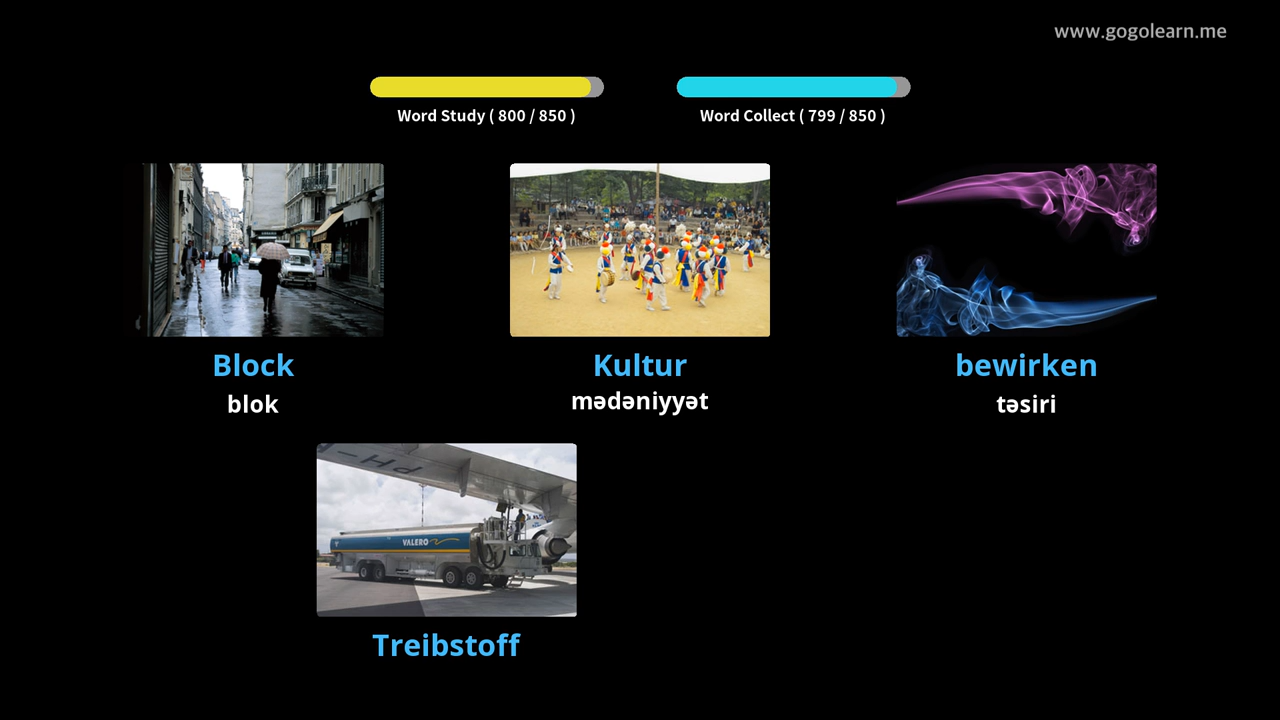 www.gogolearn.me
Word Study ( 800 / 850 )
Word Collect ( 799 / 850 )
Block
Kultur
bewirken
blok
mədəniyyət
təsiri
PH-
VALERO
Treibstoff